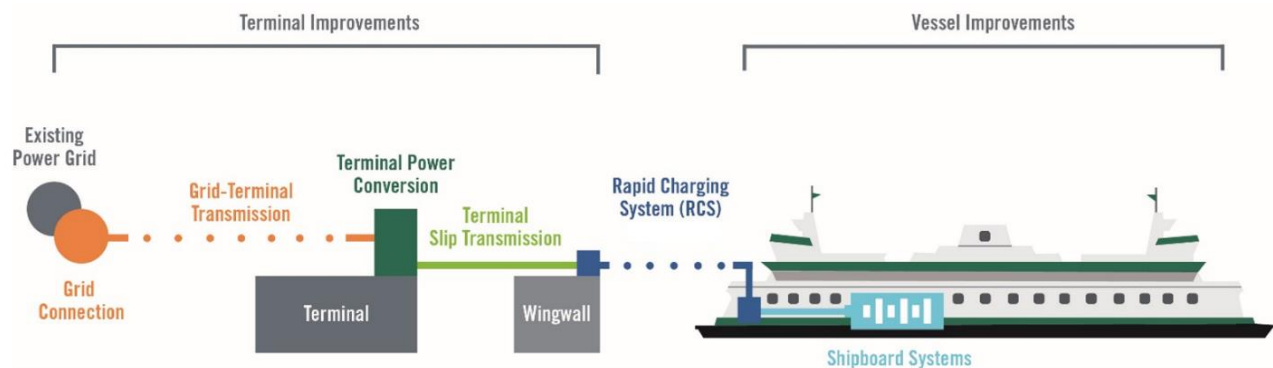 Terminal Improvements
Vessel Improvements
Existing
Power Grid
Grid-Terminal
Transmission
Terminal Power
Conversion
Terminal
Slip Transmission
Rapid Charging
System (RCS)
Grid
Connection
Terminal
Wingwall
Shipboard Systems